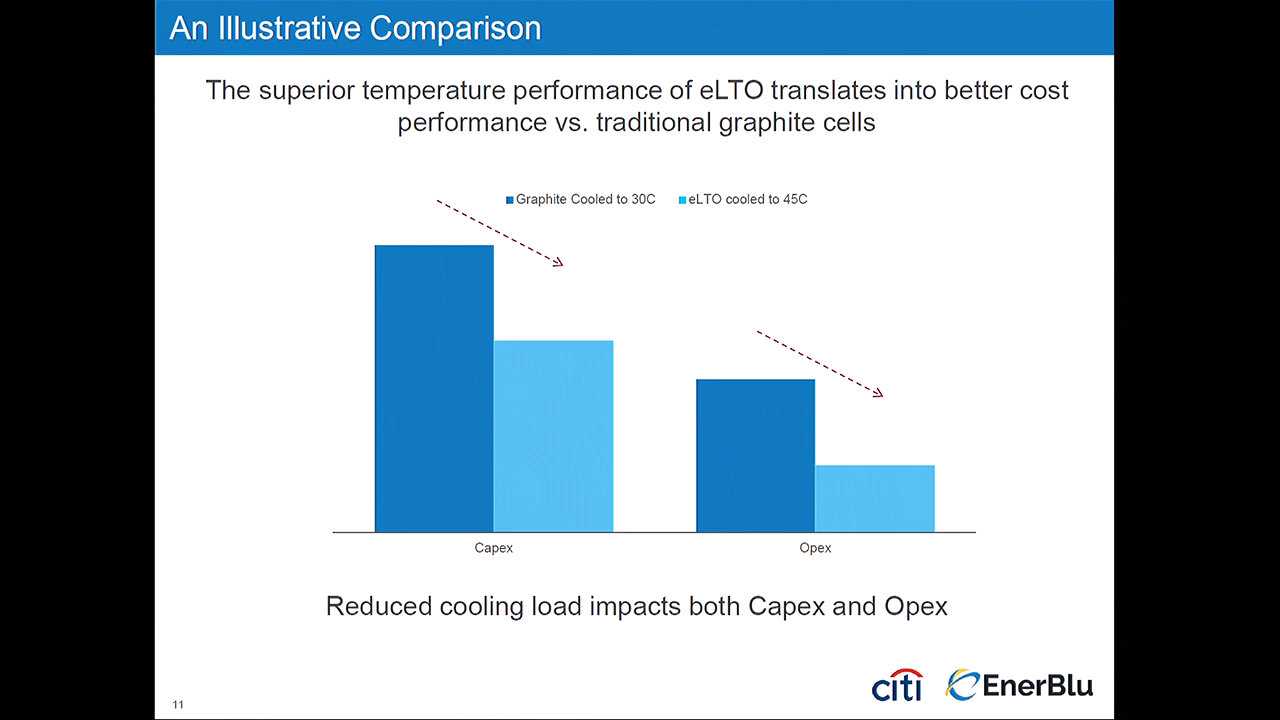 An Illustrative Comparison
The superior temperature performance of eLTO translates into better cost
performance vs. traditional graphite cells
Graphite Cooled to 30C eLTO cooled to 45C
Capex Opex
Reduced cooling load impacts both Capex and Opex
citi EnerBlu
11